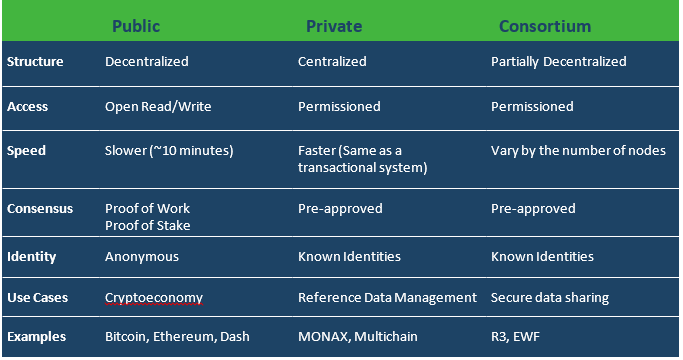 Public Private Consortium
Structure Decentralized Centralized Partially Decentralized
Access Open Read/Write Permissioned Permissioned
Speed Slower (~10 minutes) Faster (Same as a Vary by the number of nodes
transactional system)
Consensus Proof of Work Pre-approved Pre-approved
Proof of Stake
Identity Anonymous Known Identities Known Identities
Use Cases Cryptoeconomy Reference Data Management Secure data sharing
Examples Bitcoin, Ethereum, Dash MONAX, Multichain R3, EWF